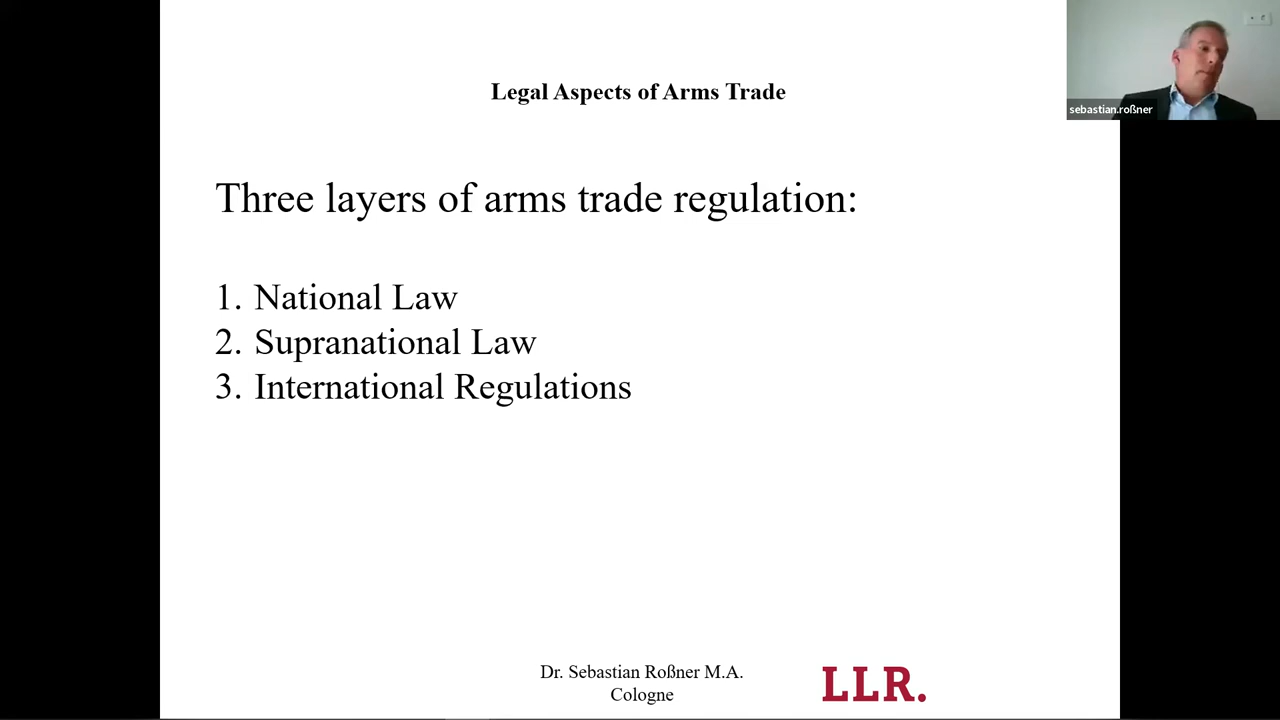 Legal Aspects of Arms Trade
sebastian.roßner
Three layers of arms trade regulation:
1. National Law
2. Supranational Law
3. International Regulations
Dr. Sebastian Roßner M.A.
Cologne
LLR.